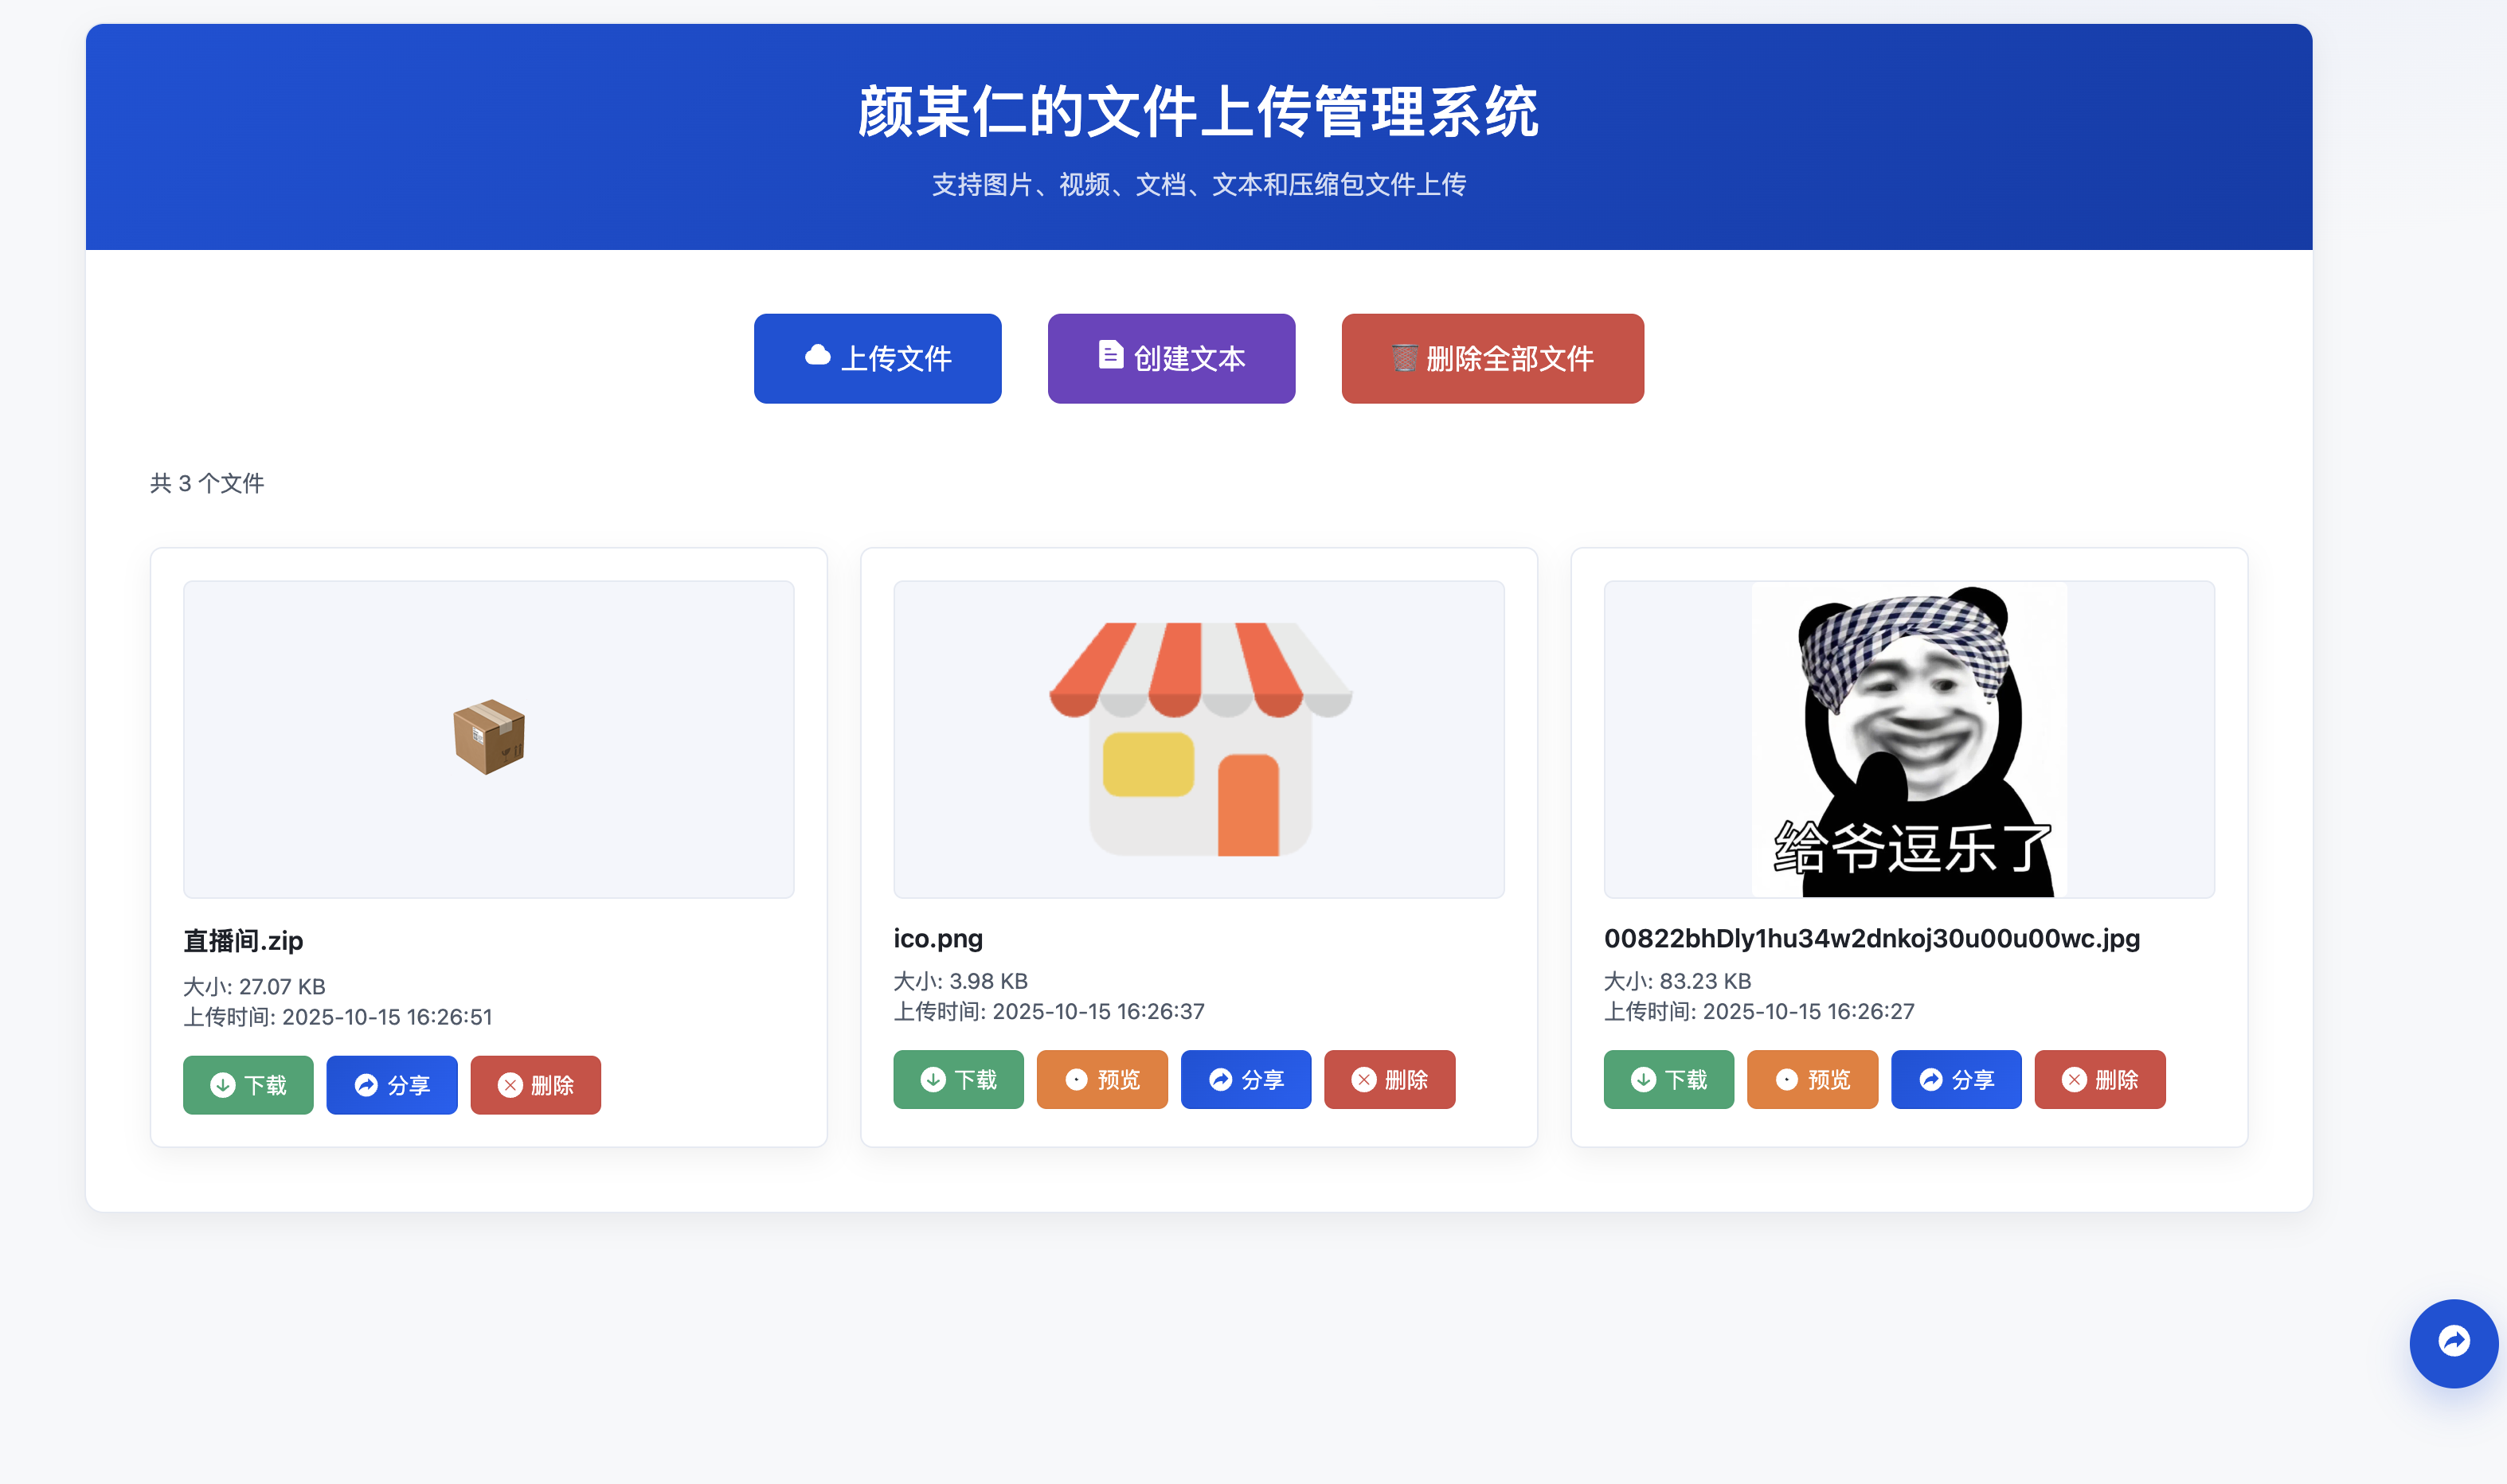 颜某仁的文件上传管理系统
支持图片、视频、文档、文本和压缩包文件上传
上传文件
创建文本
删除全部文件
共 3 个文件
直播间.zip
大小: 27.07 KB
上传时间: 2025-10-15 16:26:51
下载
分享
删除
ico.png
大小: 3.98 KB
上传时间: 2025-10-15 16:26:37
下载
预览
分享
删除
给爷逗乐了
00822bhDly1hu34w2dnkoj30u00u00wc.jpg
大小: 83.23 KB
上传时间: 2025-10-15 16:26:27
下载
预览
分享
删除